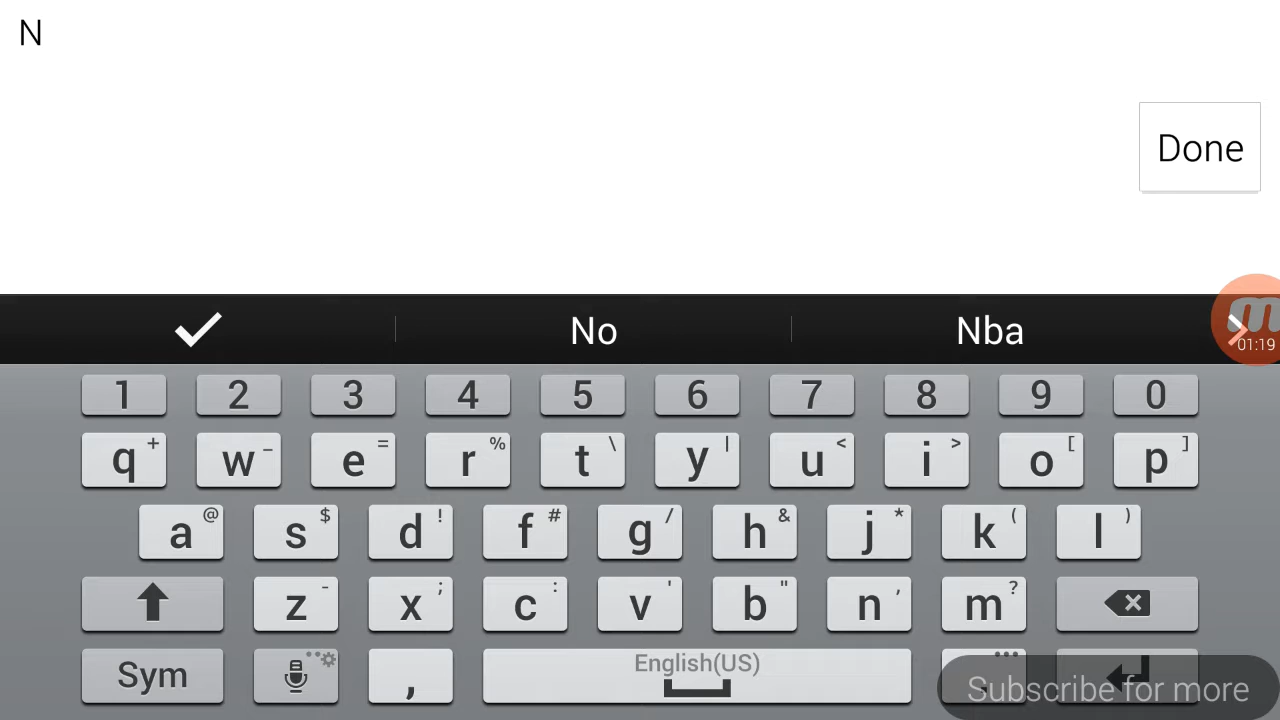 N
Done
No Nba
01:19
1 2 3 4 5 6 7 8 9 0
q + w - e = r % t \ y | u < i > o [ p ]
a @ s $ d ! f # g / h & j * k ( l )
z - x ; c : v ' b " n , m ?
Sym , English(US) .
Subscribe for more